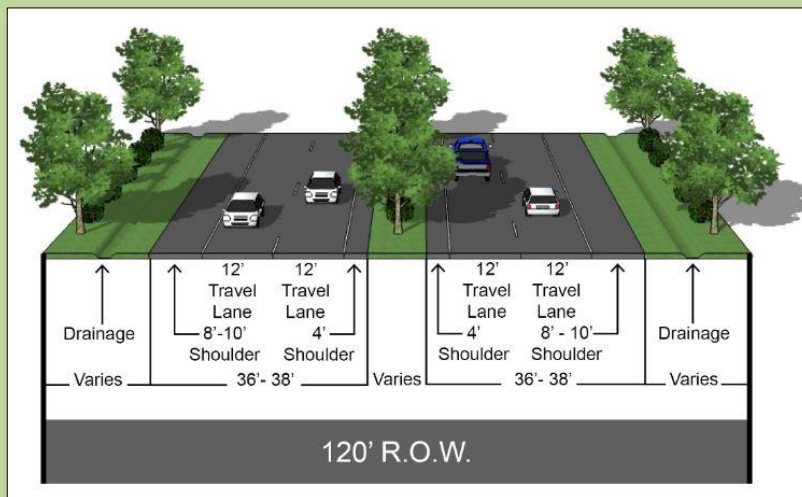 12' 12' 12' 12'
Travel Travel Travel Travel
Lane Lane Lane Lane
Drainage 8'-10' 4' 4' 8' - 10' Drainage
Shoulder Shoulder Shoulder Shoulder
Varies 36'- 38' Varies 36'- 38' Varies
120' R.O.W.